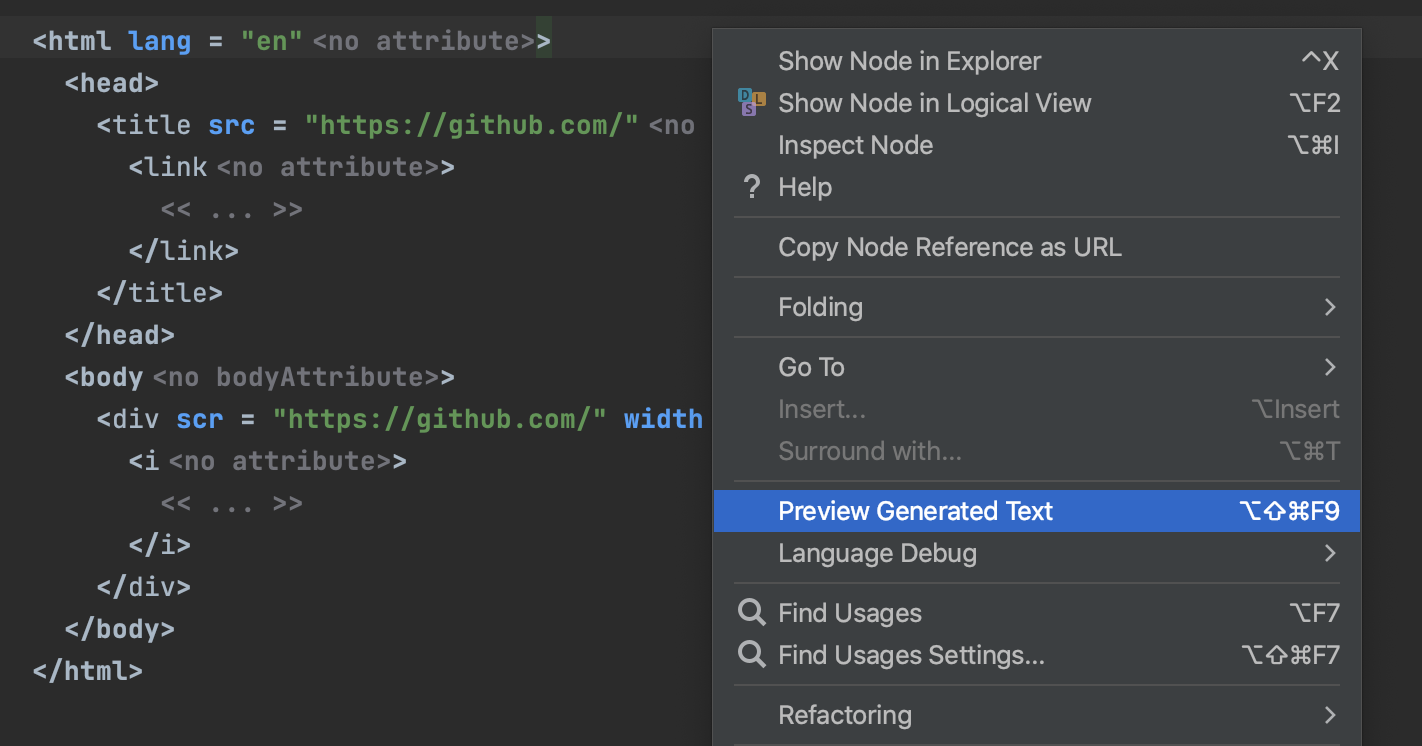 <html lang = "en" <no attribute>>
<head>
<title src = "https://github.com/" <no
<link <no attribute>>
<< ... >>
</link>
</title>
</head>
<body <no bodyAttribute>>
<div scr = "https://github.com/" width
<i <no attribute>>
<< ... >>
</i>
</div>
</body>
</html>
Show Node in Explorer ^X
DLS Show Node in Logical View ⌥F2
Inspect Node ⌥⌘I
? Help
Copy Node Reference as URL
Folding >
Go To >
Insert... ⌥Insert
Surround with... ⌥⌘T
Preview Generated Text ⌥⇧⌘F9
Language Debug >
Find Usages ⌥F7
Find Usages Settings... ⌥⇧⌘F7
Refactoring >